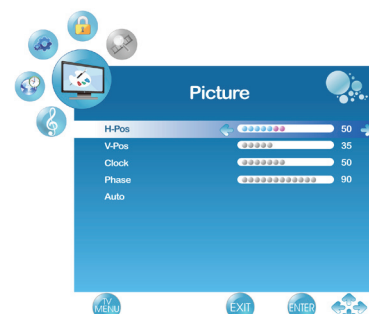 Picture
H-Pos 50
V-Pos 35
Clock 50
Phase 90
Auto
TV MENU EXIT ENTER